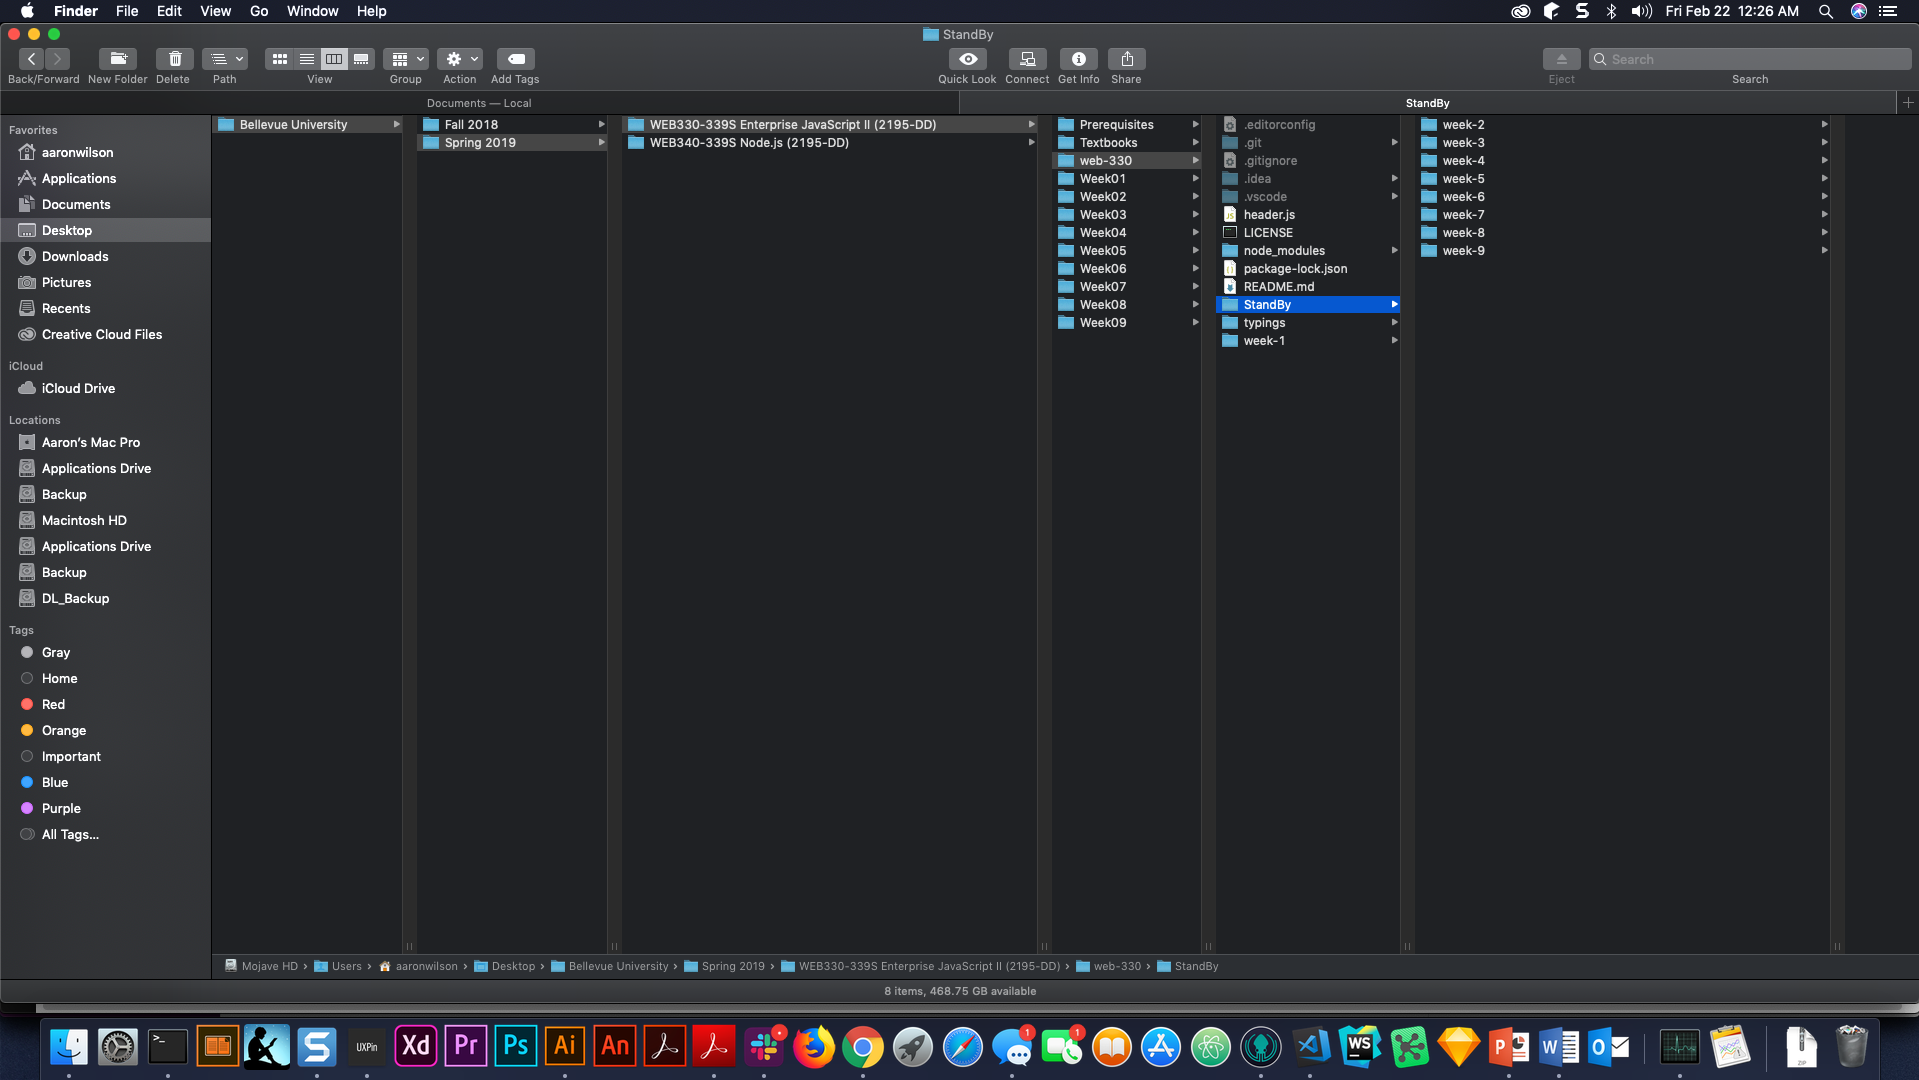 Finder File Edit View Go Window Help
Fri Feb 22 12:26 AM
StandBy
Back/Forward New Folder Delete Path View Group Action Add Tags Quick Look Connect Get Info Share Eject Search
Search
Documents — Local
StandBy
Favorites
aaronwilson
Applications
Documents
Desktop
Downloads
Pictures
Recents
Creative Cloud Files
iCloud
iCloud Drive
Locations
Aaron's Mac Pro
Applications Drive
Backup
Macintosh HD
Applications Drive
Backup
DL_Backup
Tags
Gray
Home
Red
Orange
Important
Blue
Purple
All Tags...
Bellevue University
Fall 2018
Spring 2019
WEB330-339S Enterprise JavaScript II (2195-DD)
WEB340-339S Node.js (2195-DD)
Prerequisites
Textbooks
web-330
Week01
Week02
Week03
Week04
Week05
Week06
Week07
Week08
Week09
.editorconfig
.git
.gitignore
.idea
.vscode
header.js
LICENSE
node_modules
package-lock.json
README.md
StandBy
typings
week-1
week-2
week-3
week-4
week-5
week-6
week-7
week-8
week-9
Mojave HD › Users › aaronwilson › Desktop › Bellevue University › Spring 2019 › WEB330-339S Enterprise JavaScript II (2195-DD) › web-330 › StandBy
8 items, 468.75 GB available
S UXPin Xd Pr Ps Ai An 1 1 WS P W O ZIP